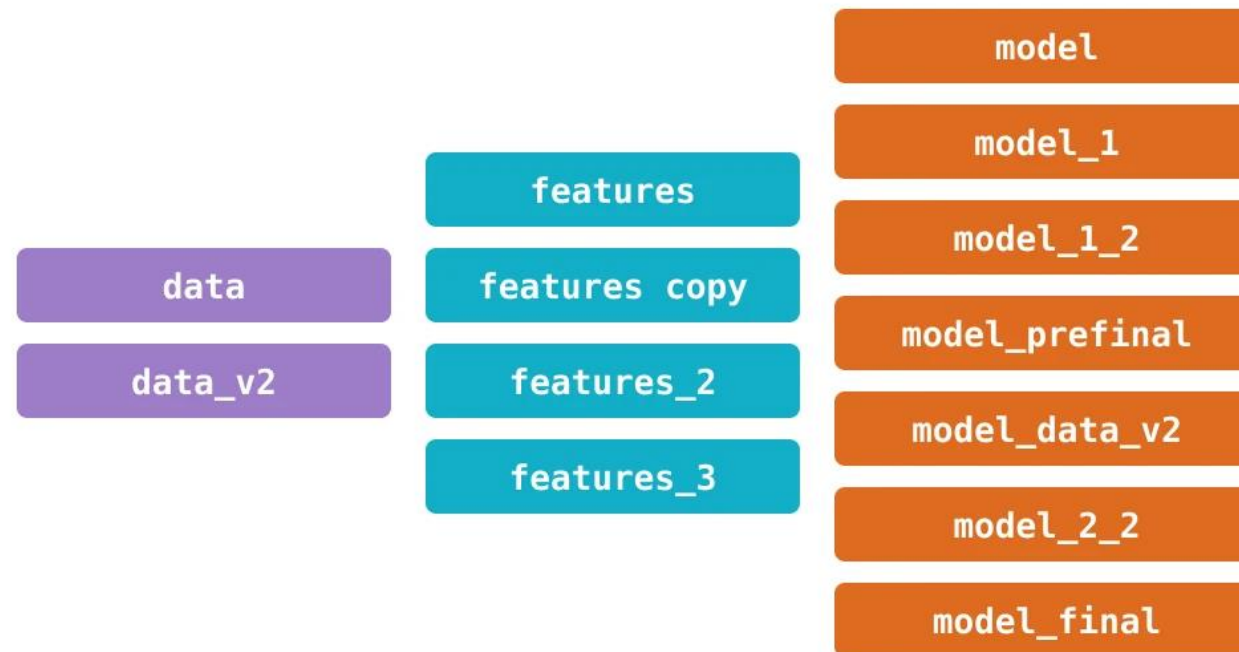 data
data_v2
features
features copy
features_2
features_3
model
model_1
model_1_2
model_prefinal
model_data_v2
model_2_2
model_final